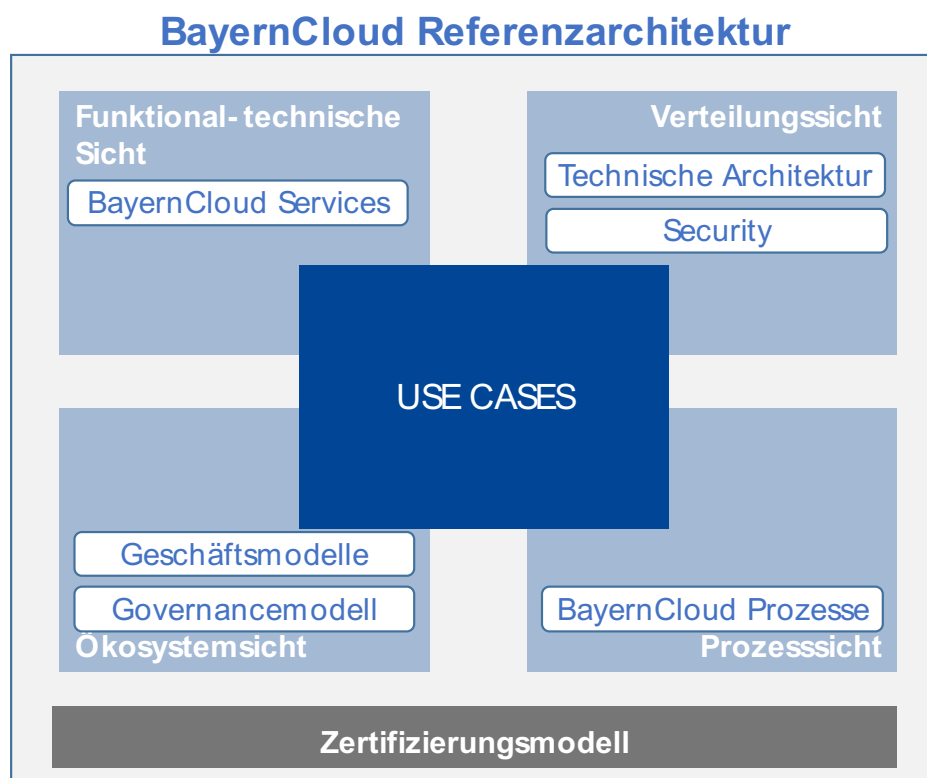 BayernCloud Referenzarchitektur
Funktional- technische
Sicht
BayernCloud Services
Verteilungssicht
Technische Architektur
Security
USE CASES
Geschäftsmodelle
Governancemodell
Ökosystemsicht
BayernCloud Prozesse
Prozesssicht
Zertifizierungsmodell